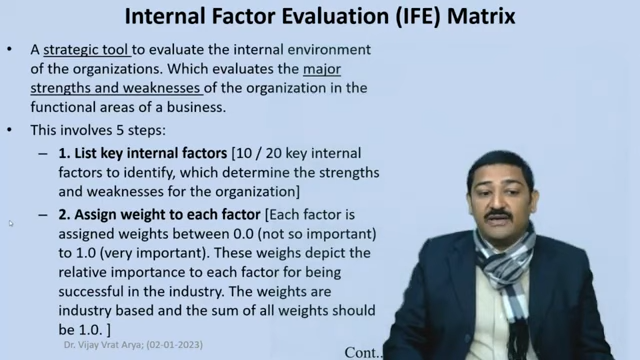 Internal Factor Evaluation (IFE) Matrix
• A strategic tool to evaluate the internal environment
of the organizations. Which evaluates the major
strengths and weaknesses of the organization in the
functional areas of a business.
• This involves 5 steps:
– 1. List key internal factors [10 / 20 key internal
factors to identify, which determine the strengths
and weaknesses for the organization]
– 2. Assign weight to each factor [Each factor is
assigned weights between 0.0 (not so important)
to 1.0 (very important). These weighs depict the
relative importance to each factor for being
successful in the industry. The weights are
industry based and the sum of all weights should
be 1.0. ]
Dr. Vijay Vrat Arya; (02-01-2023)
Cont..